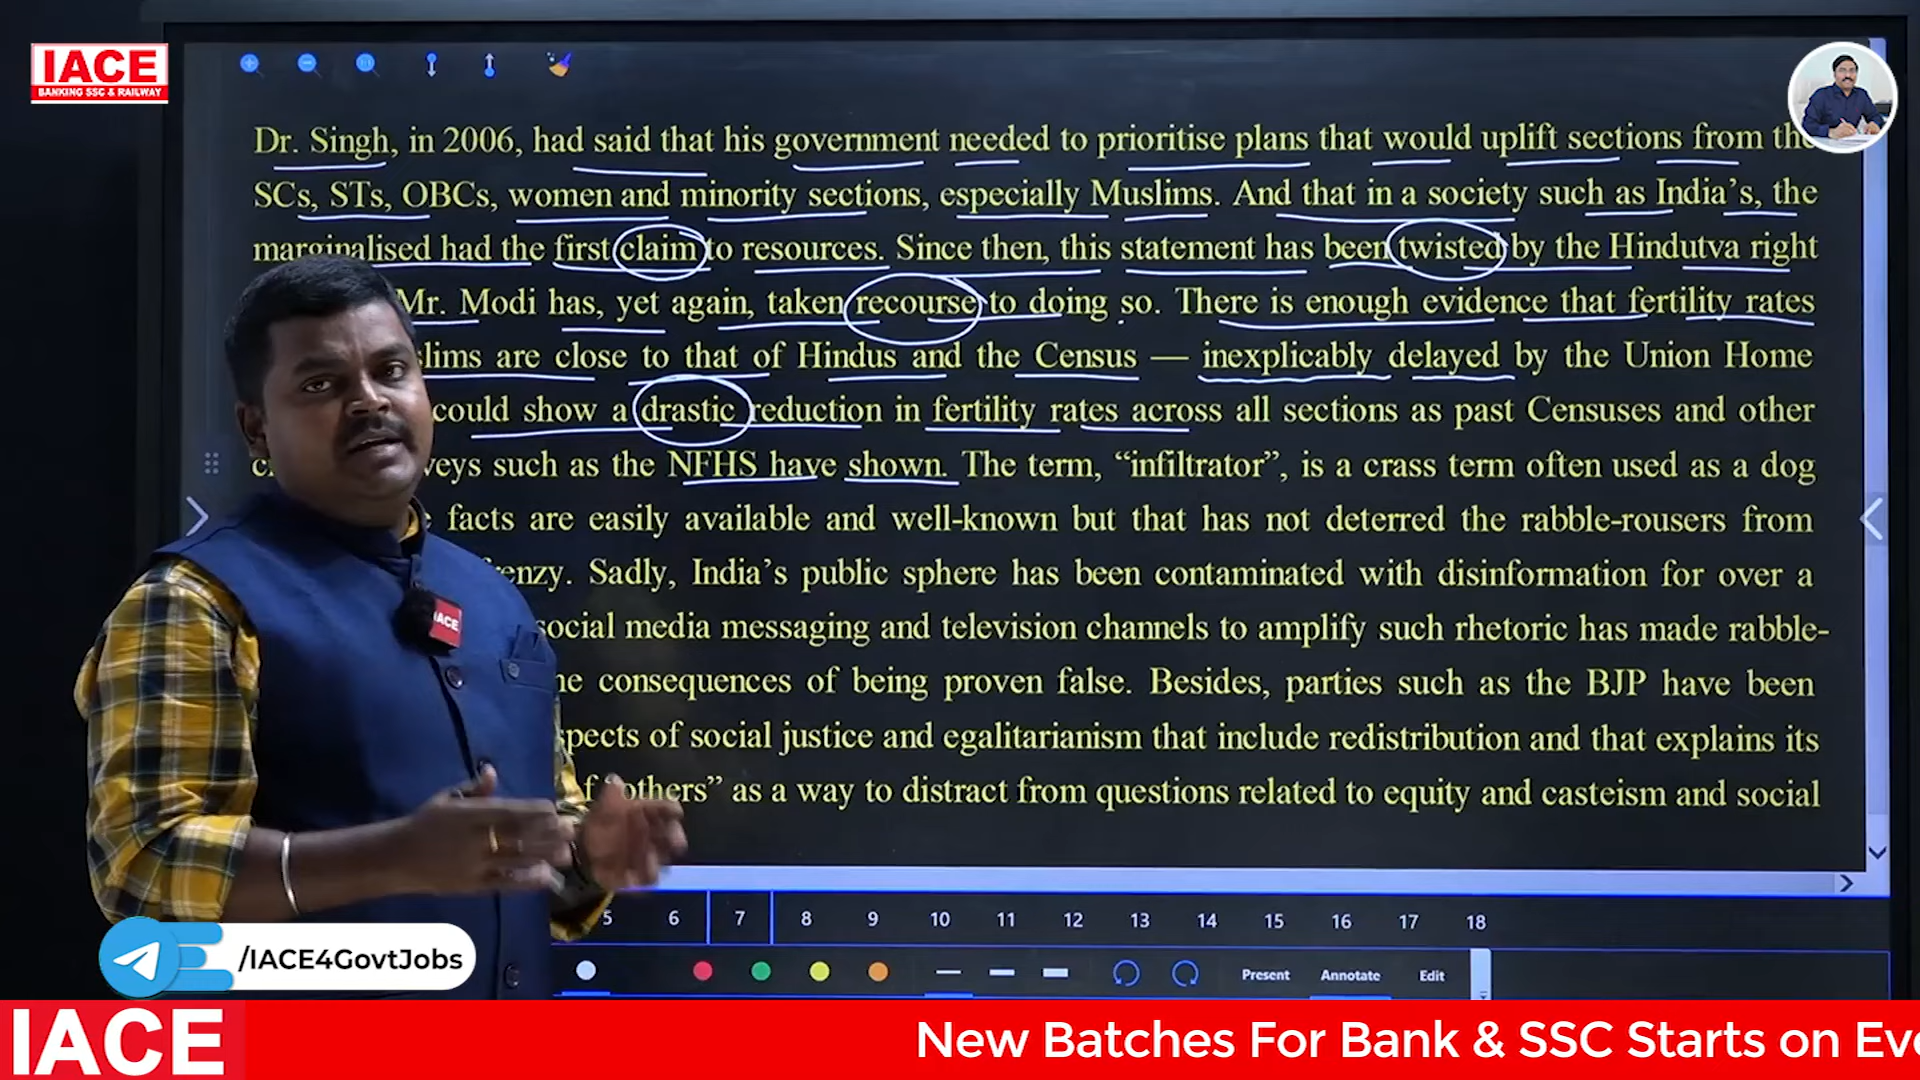 IACE
BANKING SSC & RAILWAY
Dr. Singh, in 2006, had said that his government needed to prioritise plans that would uplift sections from the
SCs, STs, OBCs, women and minority sections, especially Muslims. And that in a society such as India's, the
marginalised had the first claim to resources. Since then, this statement has been twisted by the Hindutva right
Mr. Modi has, yet again, taken recourse to doing so. There is enough evidence that fertility rates
slims are close to that of Hindus and the Census — inexplicably delayed by the Union Home
could show a drastic reduction in fertility rates across all sections as past Censuses and other
veys such as the NFHS have shown. The term, “infiltrator”, is a crass term often used as a dog
facts are easily available and well-known but that has not deterred the rabble-rousers from
frenzy. Sadly, India's public sphere has been contaminated with disinformation for over a
social media messaging and television channels to amplify such rhetoric has made rabble-
consequences of being proven false. Besides, parties such as the BJP have been
spects of social justice and egalitarianism that include redistribution and that explains its
f “others” as a way to distract from questions related to equity and casteism and social
IACE
5 6 7 8 9 10 11 12 13 14 15 16 17 18
Present Annotate Edit
/IACE4GovtJobs
IACE
New Batches For Bank & SSC Starts on Eve